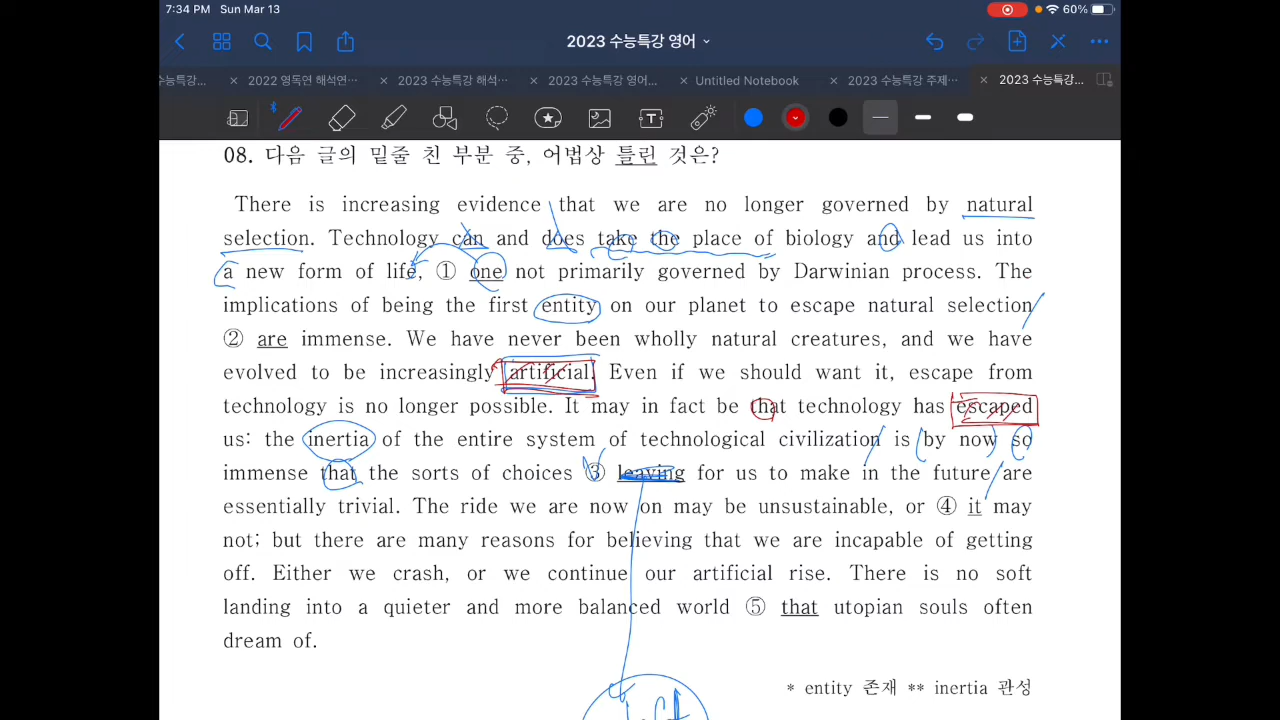 7:34 PM Sun Mar 13 60%
2023 수능특강 영어
수능특강... × 2022 영독연 해석연... × 2023 수능특강 해석... × 2023 수능특강 영어... × Untitled Notebook × 2023 수능특강 주제... × 2023 수능특강...
08. 다음 글의 밑줄 친 부분 중, 어법상 틀린 것은?
There is increasing evidence that we are no longer governed by natural
selection. Technology can and does take the place of biology and lead us into
a new form of life, ① one not primarily governed by Darwinian process. The
implications of being the first entity on our planet to escape natural selection
② are immense. We have never been wholly natural creatures, and we have
evolved to be increasingly artificial. Even if we should want it, escape from
technology is no longer possible. It may in fact be that technology has escaped
us: the inertia of the entire system of technological civilization is by now so
immense that the sorts of choices ③ leaving for us to make in the future are
essentially trivial. The ride we are now on may be unsustainable, or ④ it may
not; but there are many reasons for believing that we are incapable of getting
off. Either we crash, or we continue our artificial rise. There is no soft
landing into a quieter and more balanced world ⑤ that utopian souls often
dream of.
* entity 존재 ** inertia 관성